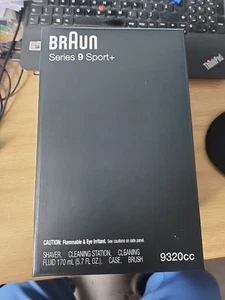 BRAUN
Series 9 Sport+
CAUTION: Flammable & Eye Irritant. See cautions on side panel.
SHAVER, CLEANING STATION, CLEANING
FLUID 170 mL (5.7 FL OZ.), CASE, BRUSH
9320cc
ThinkPad